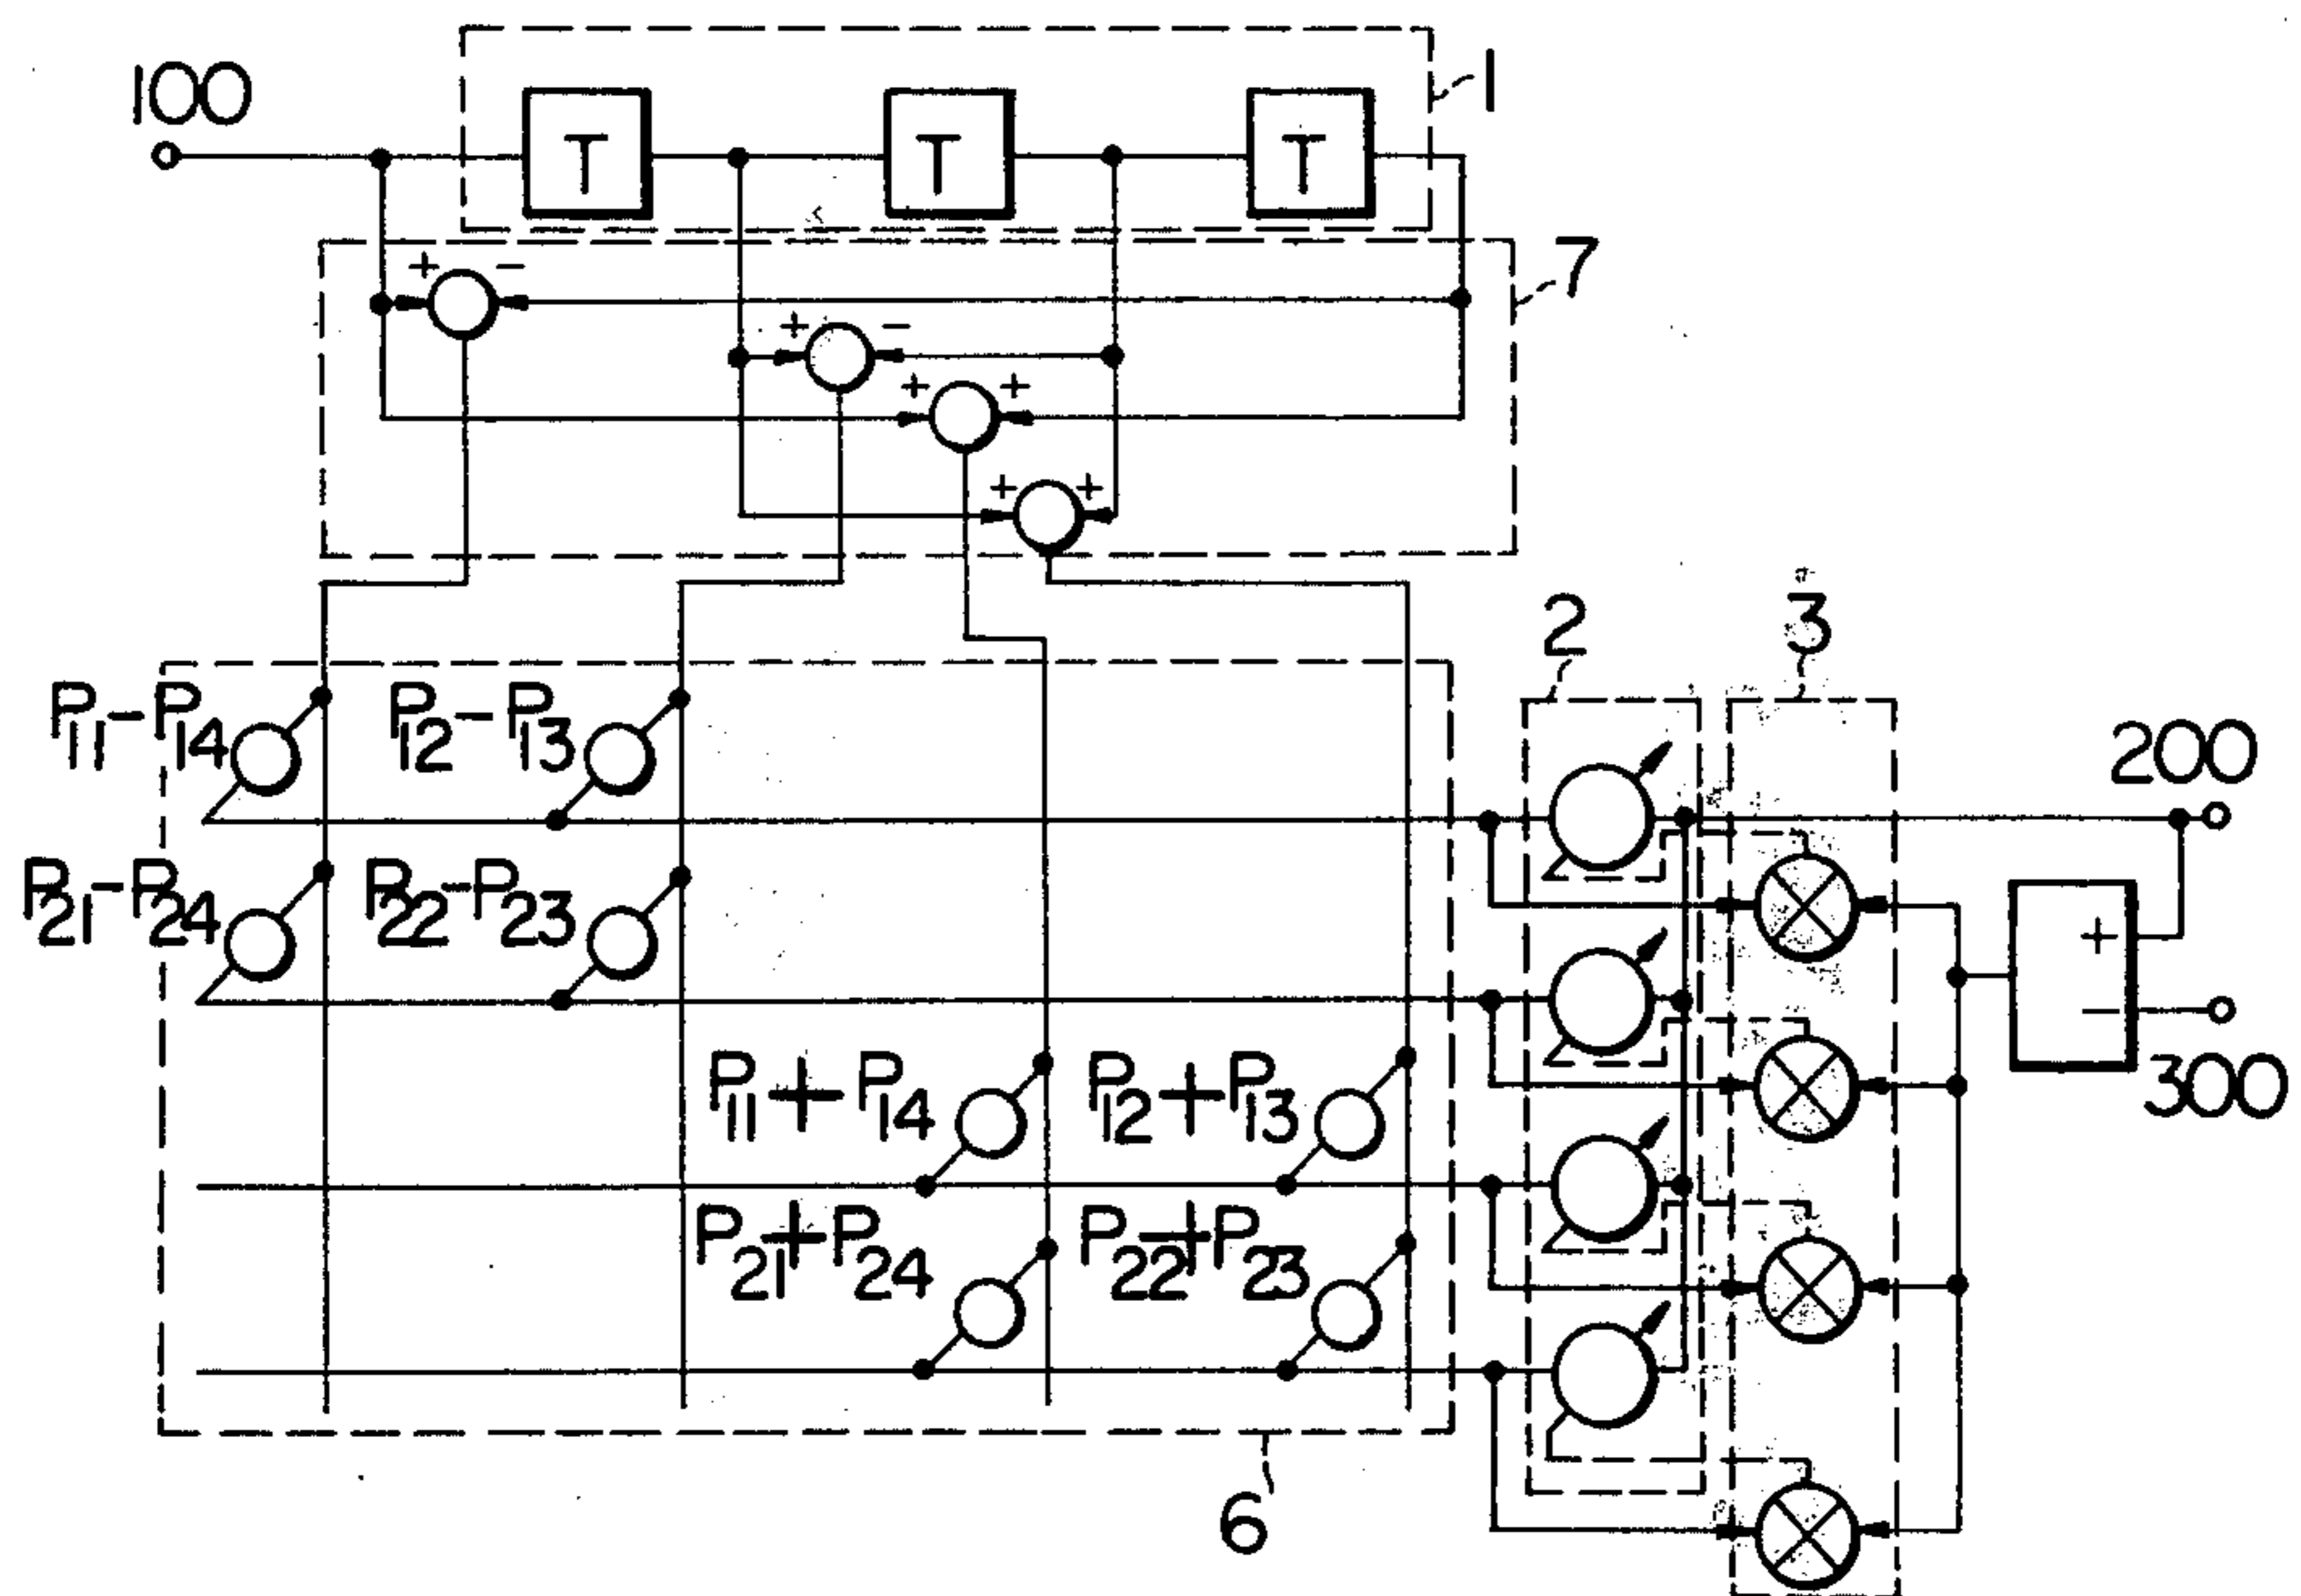 100
1
T T T
7
+ -
+ -
+ +
+ +
2 3
P11-P14 P12-P13
200
P21-P24 P22-P23
+
-
300
P11+P14 P12+P13
P21+P24 P22+P23
6